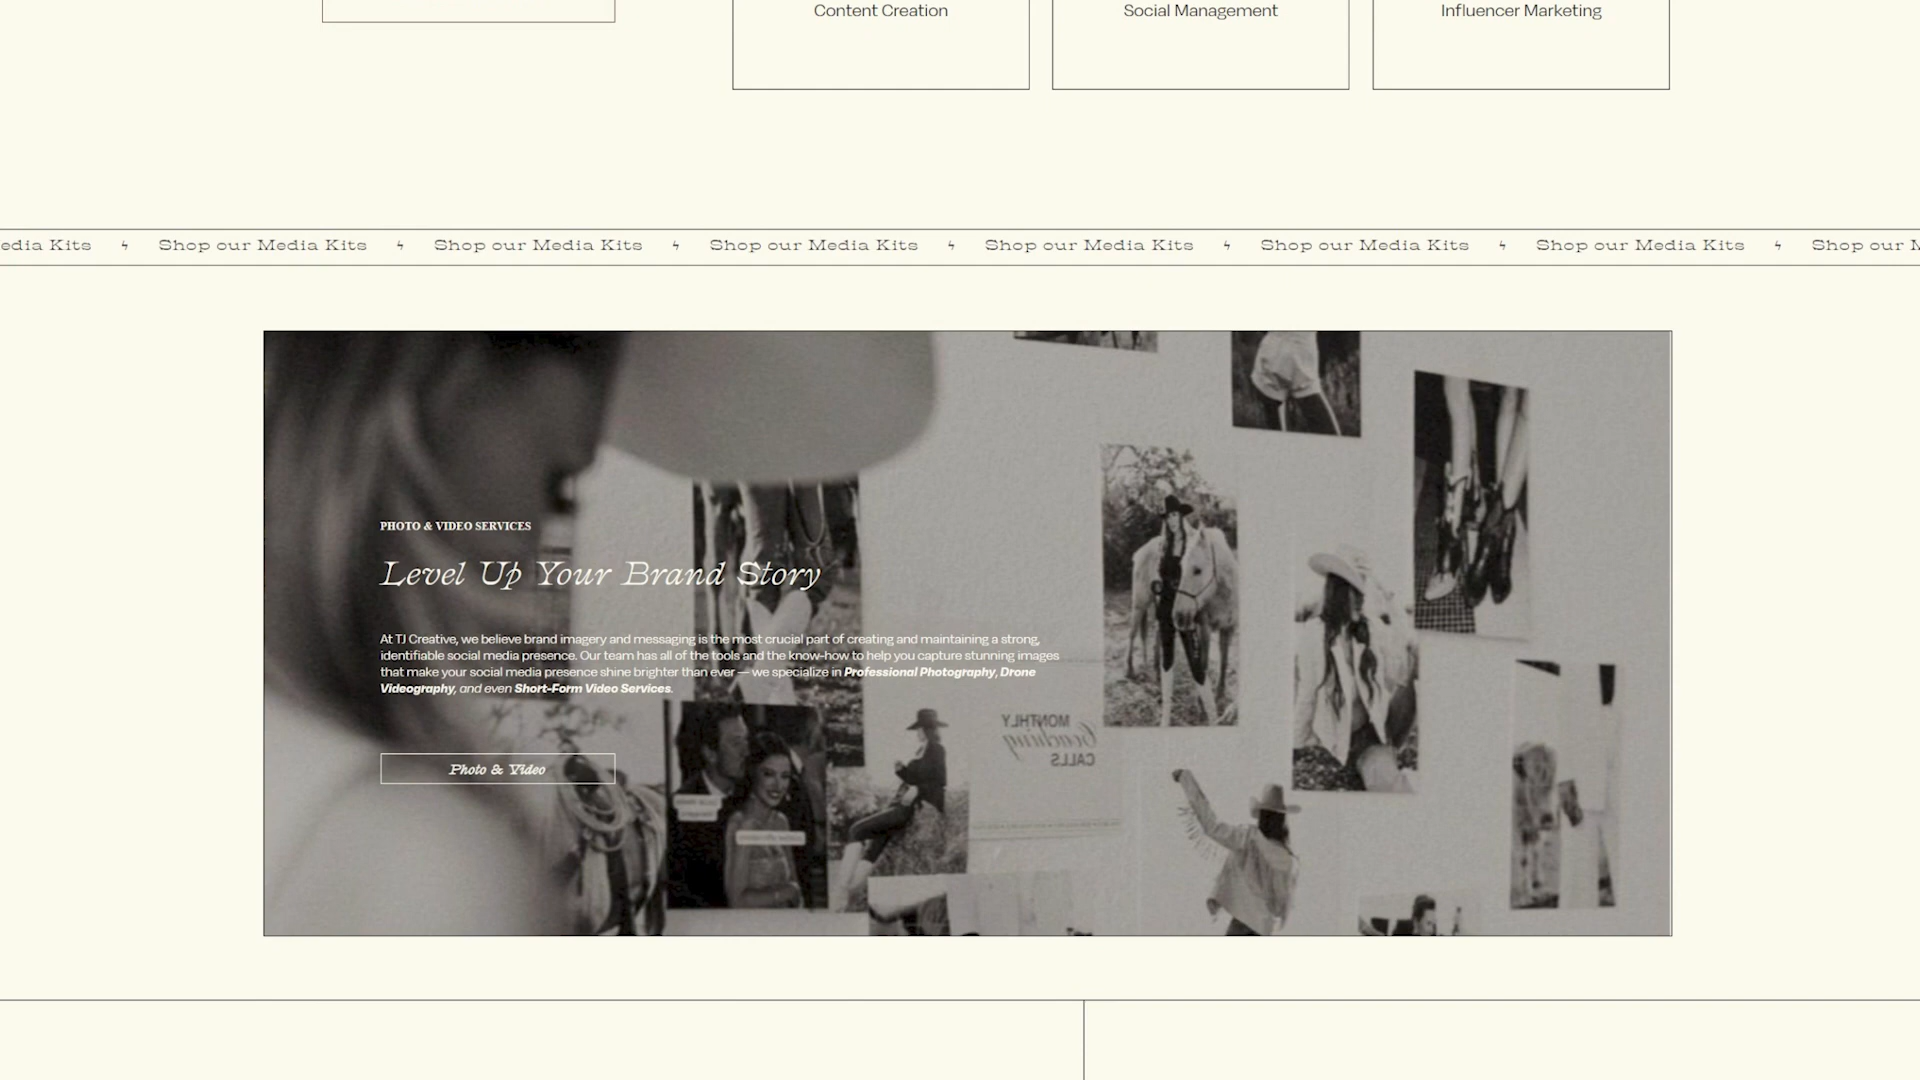 Content Creation
Social Management
Influencer Marketing
edia Kits ϟ Shop our Media Kits ϟ Shop our Media Kits ϟ Shop our Media Kits ϟ Shop our Media Kits ϟ Shop our Media Kits ϟ Shop our Media Kits ϟ Shop our M
PHOTO & VIDEO SERVICES
Level Up Your Brand Story
At TJ Creative, we believe brand imagery and messaging is the most crucial part of creating and maintaining a strong,
identifiable social media presence. Our team has all of the tools and the know-how to help you capture stunning images
that make your social media presence shine brighter than ever — we specialize in Professional Photography, Drone
Videography, and even Short-Form Video Services.
MONTHLY
Coaching
CALLS
Photo & Video